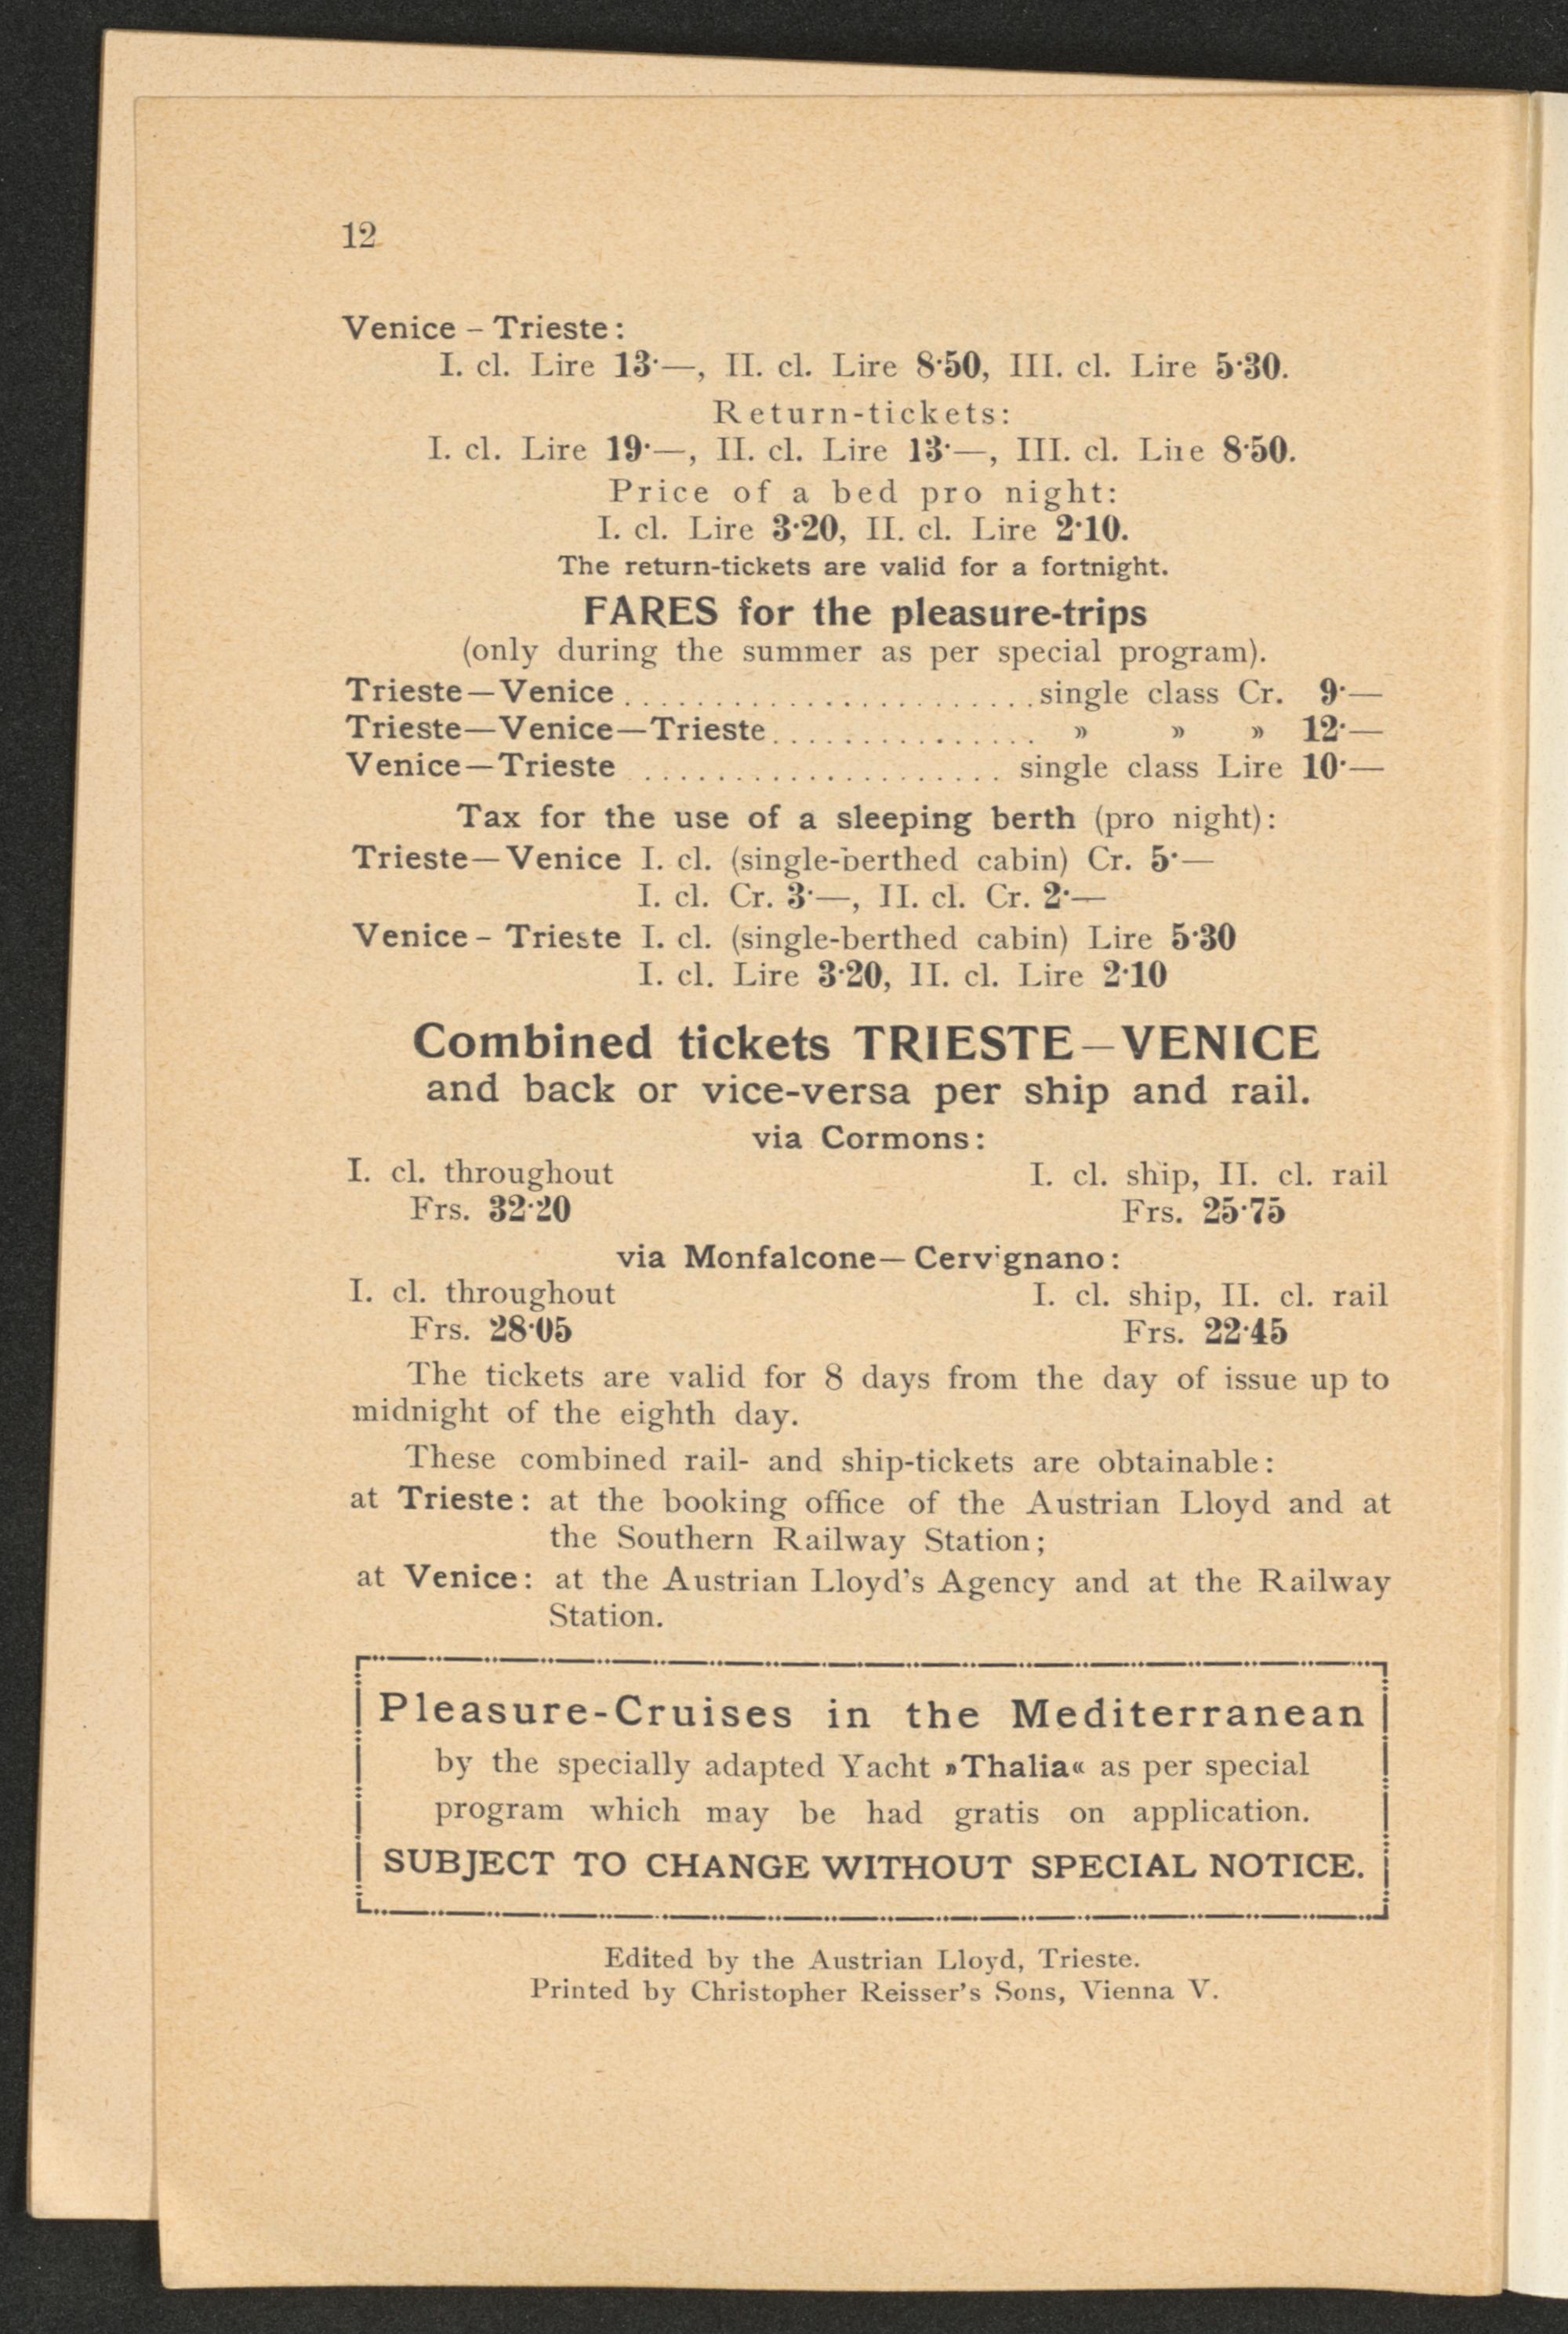 12
Venice – Trieste:
I. cl. Lire 13·—, II. cl. Lire 8·50, III. cl. Lire 5·30.
Return-tickets:
I. cl. Lire 19·—, II. cl. Lire 13·—, III. cl. Lire 8·50.
Price of a bed pro night:
I. cl. Lire 3·20, II. cl. Lire 2·10.
The return-tickets are valid for a fortnight.
FARES for the pleasure-trips
(only during the summer as per special program).
Trieste—Venice ....................... single class Cr. 9·—
Trieste—Venice—Trieste ............... » » » 12·—
Venice—Trieste .................... single class Lire 10·—
Tax for the use of a sleeping berth (pro night):
Trieste—Venice I. cl. (single-berthed cabin) Cr. 5·—
I. cl. Cr. 3·—, II. cl. Cr. 2·—
Venice - Trieste I. cl. (single-berthed cabin) Lire 5·30
I. cl. Lire 3·20, II. cl. Lire 2·10
Combined tickets TRIESTE—VENICE
and back or vice-versa per ship and rail.
via Cormons:
I. cl. throughout I. cl. ship, II. cl. rail
Frs. 32·20 Frs. 25·75
via Monfalcone—Cervignano:
I. cl. throughout I. cl. ship, II. cl. rail
Frs. 28·05 Frs. 22·45
The tickets are valid for 8 days from the day of issue up to
midnight of the eighth day.
These combined rail- and ship-tickets are obtainable:
at Trieste: at the booking office of the Austrian Lloyd and at
the Southern Railway Station;
at Venice: at the Austrian Lloyd's Agency and at the Railway
Station.
Pleasure-Cruises in the Mediterranean
by the specially adapted Yacht »Thalia« as per special
program which may be had gratis on application.
SUBJECT TO CHANGE WITHOUT SPECIAL NOTICE.
Edited by the Austrian Lloyd, Trieste.
Printed by Christopher Reisser's Sons, Vienna V.